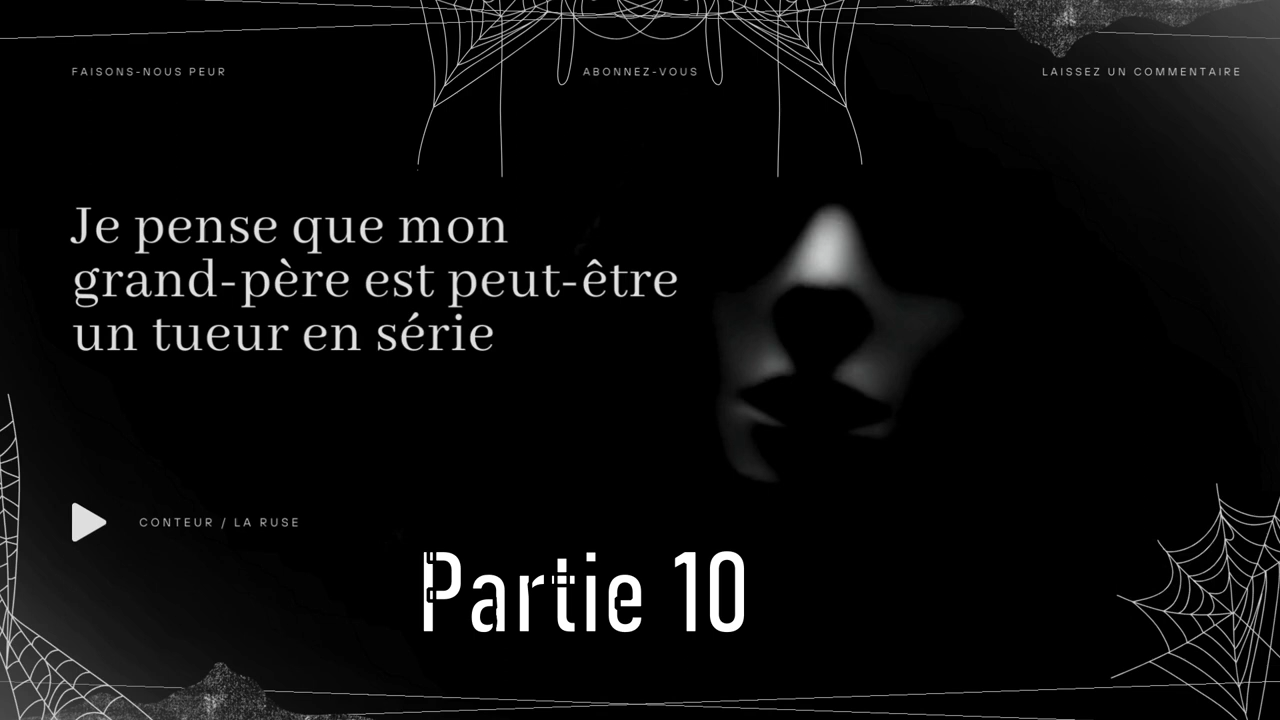 FAISONS-NOUS PEUR
ABONNEZ-VOUS
LAISSEZ UN COMMENTAIRE
Je pense que mon
grand-père est peut-être
un tueur en série
CONTEUR / LA RUSE
Partie 10